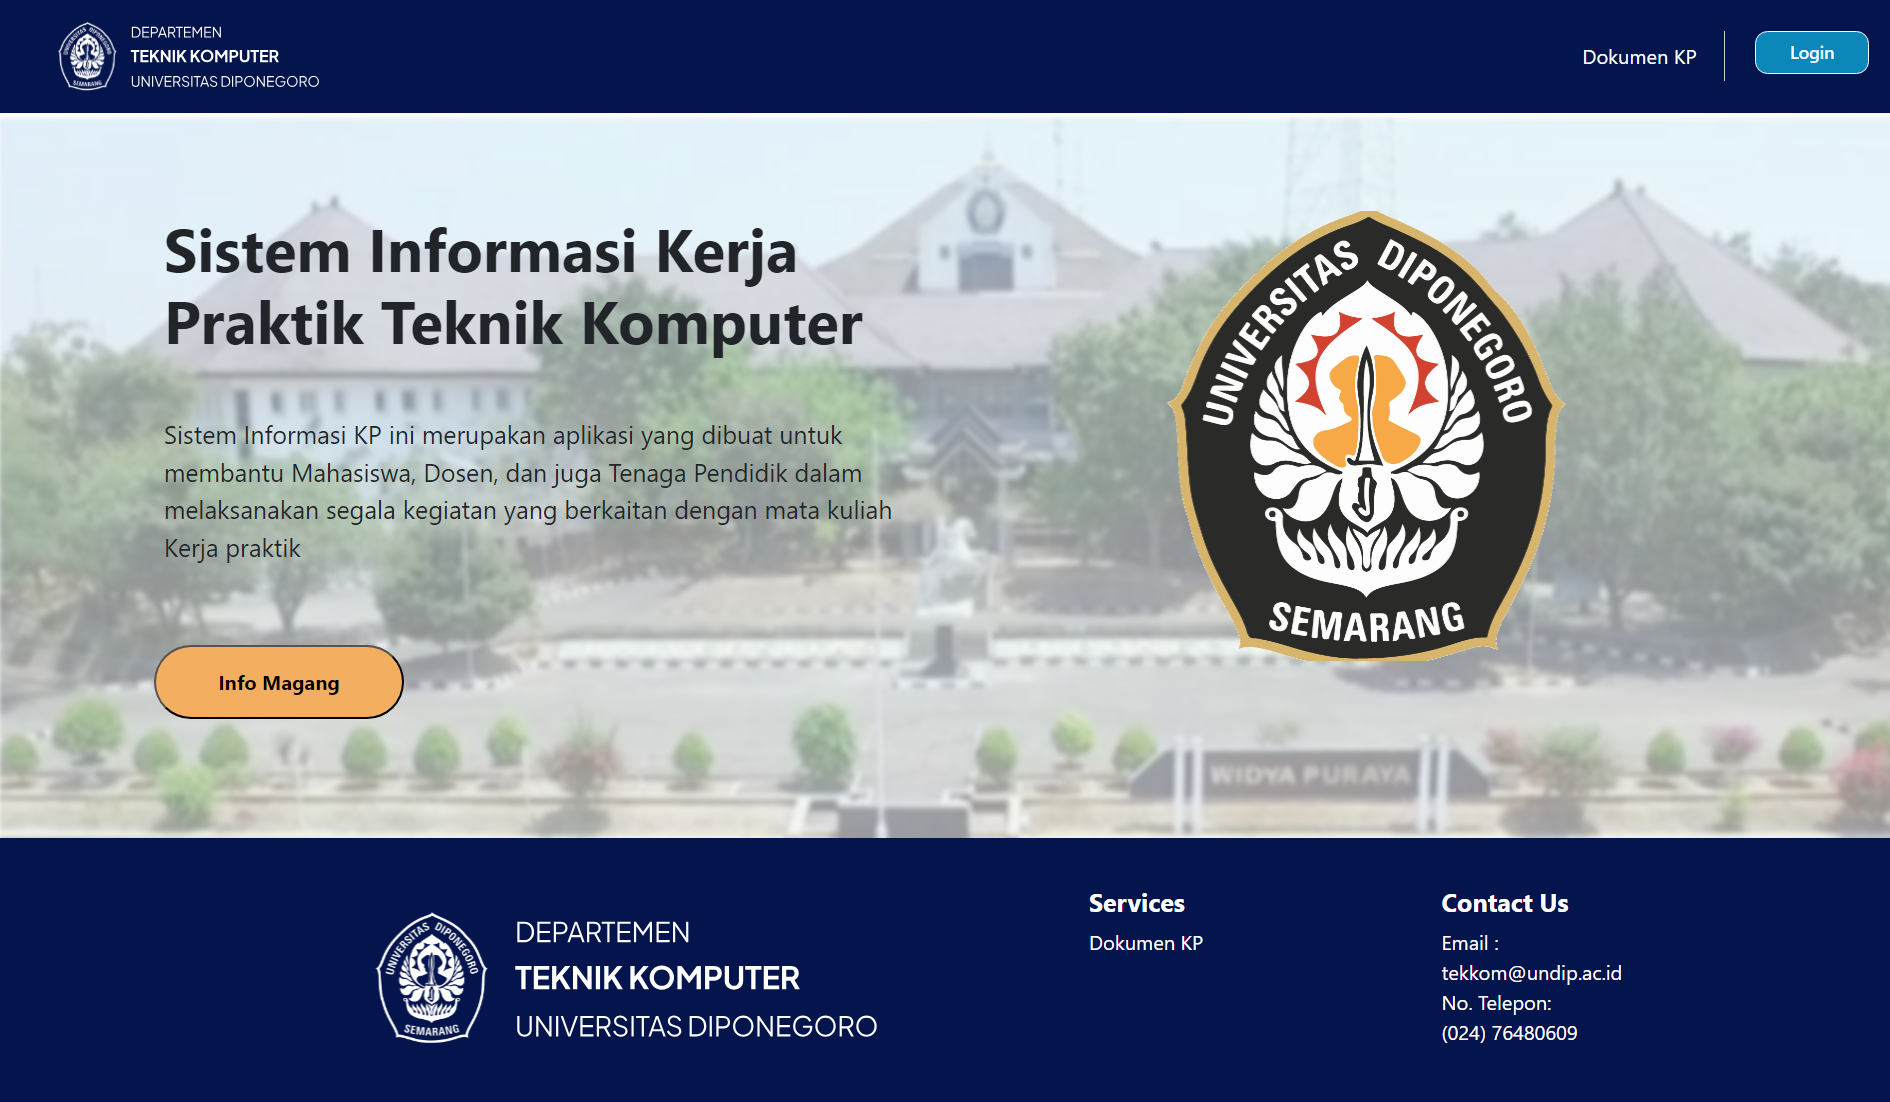 DEPARTEMEN
TEKNIK KOMPUTER
UNIVERSITAS DIPONEGORO
Dokumen KP
Login
Sistem Informasi Kerja
Praktik Teknik Komputer
Sistem Informasi KP ini merupakan aplikasi yang dibuat untuk
membantu Mahasiswa, Dosen, dan juga Tenaga Pendidik dalam
melaksanakan segala kegiatan yang berkaitan dengan mata kuliah
Kerja praktik
Info Magang
UNIVERSITAS DIPONEGORO
SEMARANG
WIDYA PURAYA
UNIVERSITAS DIPONEGORO
SEMARANG
DEPARTEMEN
TEKNIK KOMPUTER
UNIVERSITAS DIPONEGORO
Services
Dokumen KP
Contact Us
Email :
tekkom@undip.ac.id
No. Telepon:
(024) 76480609